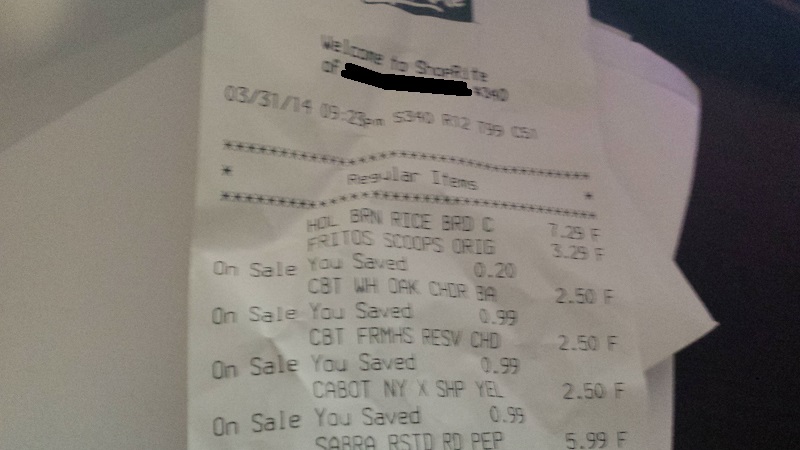 Welcome to ShopRite
of #340
03/31/14 09:23pm S340 R12 799 C51
****************************************
* Regular Items *
****************************************
HOL BRN RICE BRD C 7.29 F
FRITOS SCOOPS ORIG 3.29 F
On Sale You Saved 0.20
CBT WH OAK CHDR BA 2.50 F
On Sale You Saved 0.99
CBT FRMHS RESV CHD 2.50 F
On Sale You Saved 0.99
CABOT NY X SHP YEL 2.50 F
On Sale You Saved 0.99
SABRA RSTD RD PEP 5.99 F